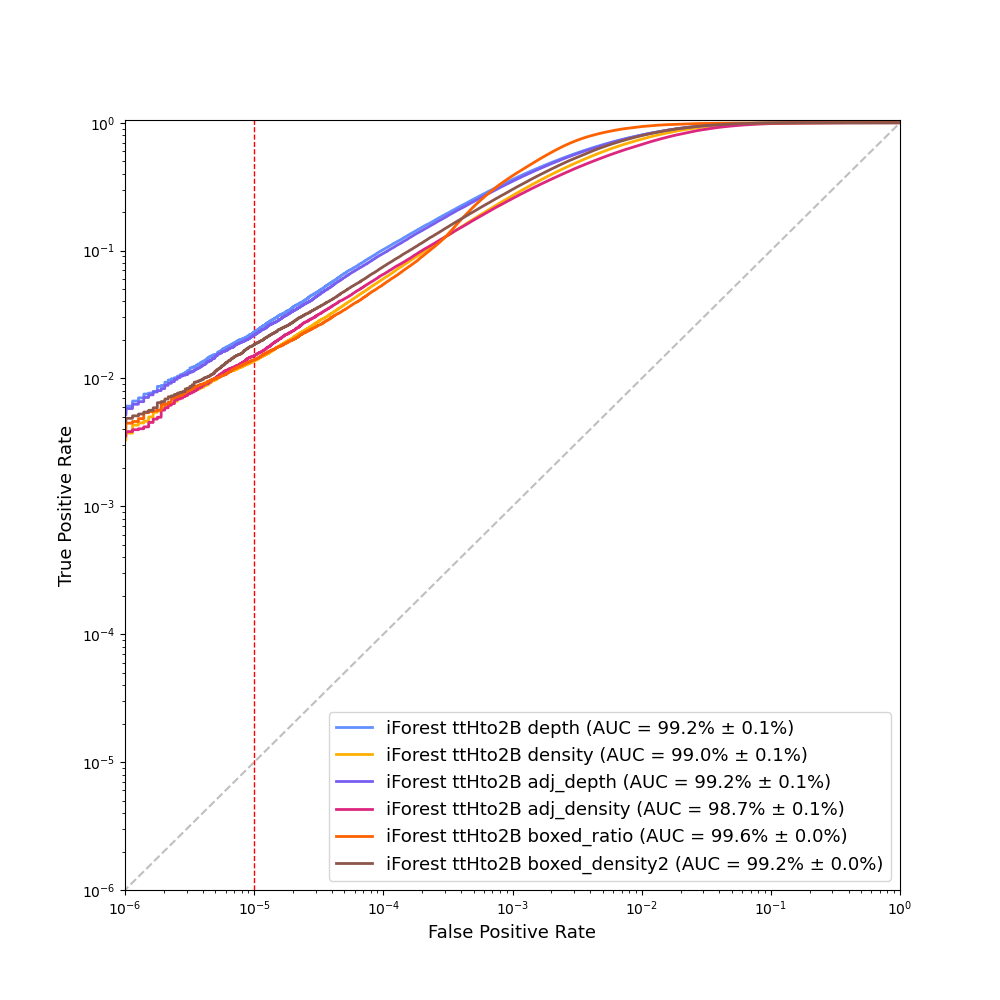 10⁰
10⁻¹
10⁻²
10⁻³
10⁻⁴
10⁻⁵
10⁻⁶
True Positive Rate
iForest ttHto2B depth (AUC = 99.2% ± 0.1%)
iForest ttHto2B density (AUC = 99.0% ± 0.1%)
iForest ttHto2B adj_depth (AUC = 99.2% ± 0.1%)
iForest ttHto2B adj_density (AUC = 98.7% ± 0.1%)
iForest ttHto2B boxed_ratio (AUC = 99.6% ± 0.0%)
iForest ttHto2B boxed_density2 (AUC = 99.2% ± 0.0%)
10⁻⁶ 10⁻⁵ 10⁻⁴ 10⁻³ 10⁻² 10⁻¹ 10⁰
False Positive Rate